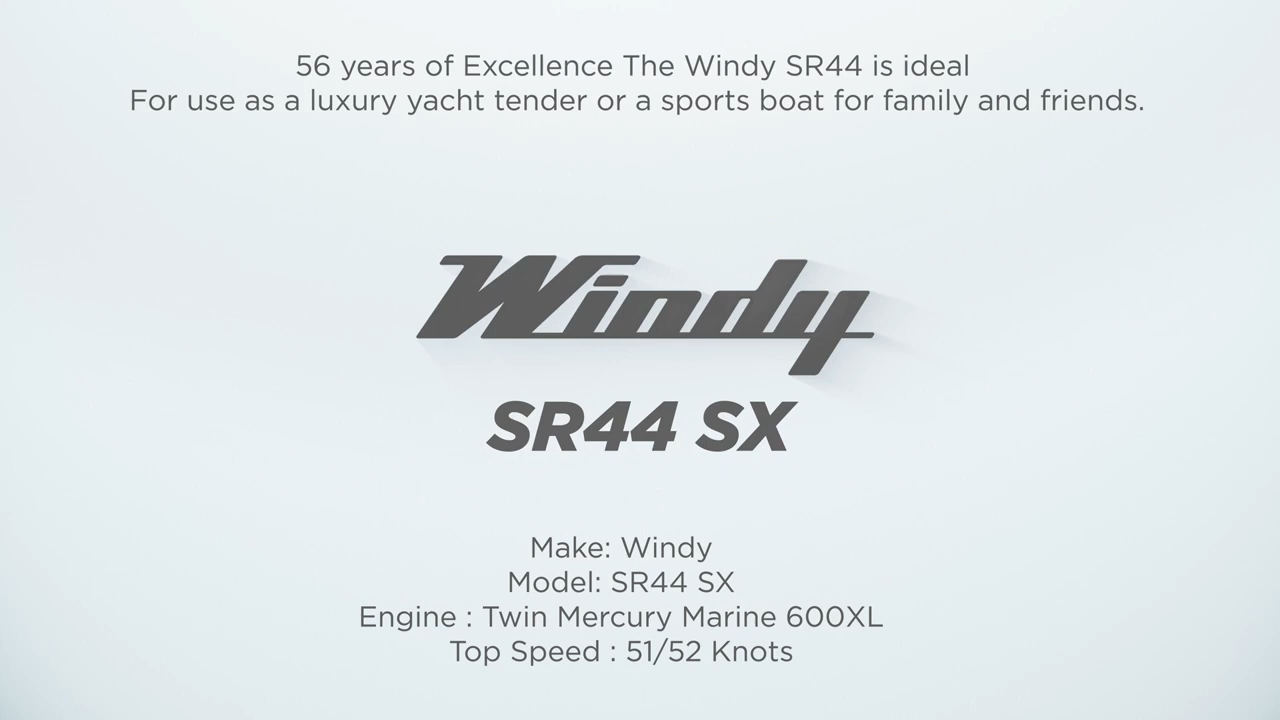 56 years of Excellence The Windy SR44 is ideal
For use as a luxury yacht tender or a sports boat for family and friends.
Windy
SR44 SX
Make: Windy
Model: SR44 SX
Engine : Twin Mercury Marine 600XL
Top Speed : 51/52 Knots